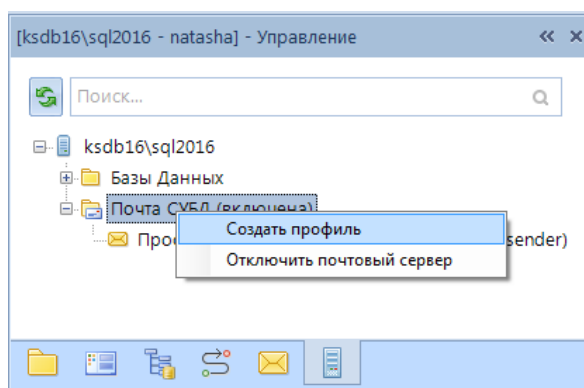 [ksdb16\sql2016 - natasha] - Управление
Поиск...
ksdb16\sql2016
Базы Данных
Почта СУБД (включена)
Создать профиль
sender)
Отключить почтовый сервер